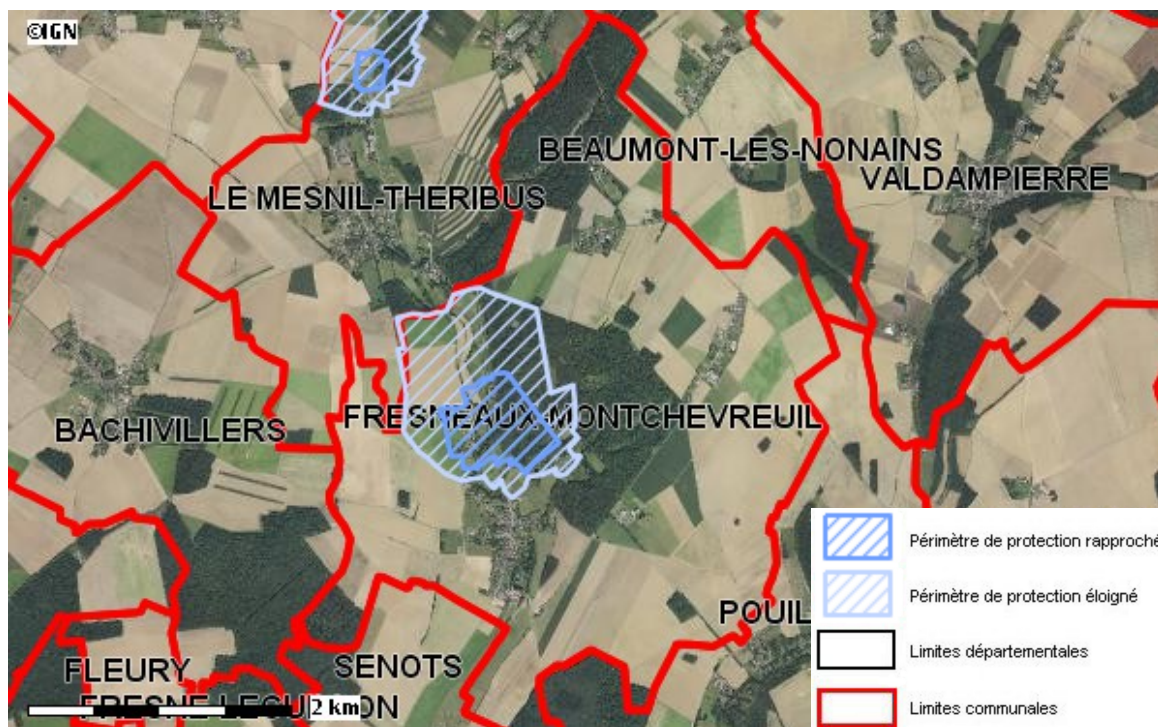 ©IGN
BEAUMONT-LES-NONAINS
VALDAMPIERRE
LE MESNIL-THERIBUS
FRESNEAUX-MONTCHEVREUIL
BACHIVILLERS
Périmètre de protection rapproché
Périmètre de protection éloigné
POUIL
Limites départementales
FLEURY
SENOTS
2 km
Limites communales